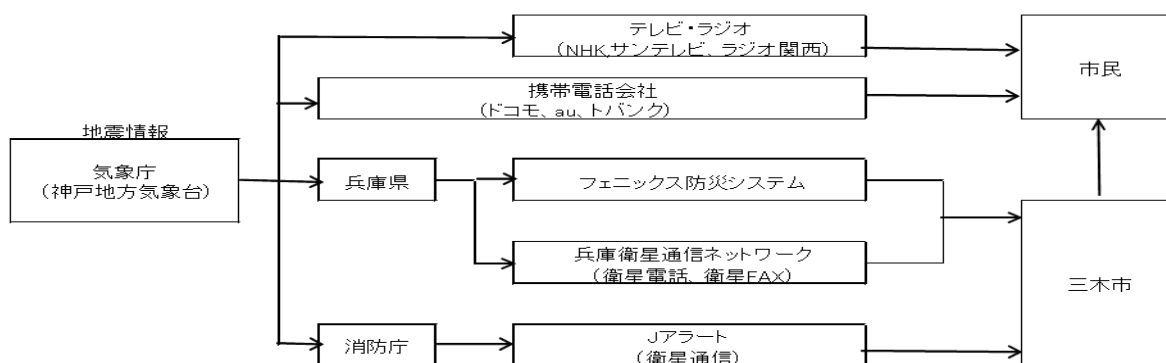 テレビ・ラジオ
（NHK,サンテレビ、ラジオ関西）
市民
携帯電話会社
（ドコモ、au、トバンク）
地震情報
気象庁
（神戸地方気象台）
兵庫県
フェニックス防災システム
兵庫衛星通信ネットワーク
（衛星電話、衛星FAX）
三木市
消防庁
Jアラート
（衛星通信）